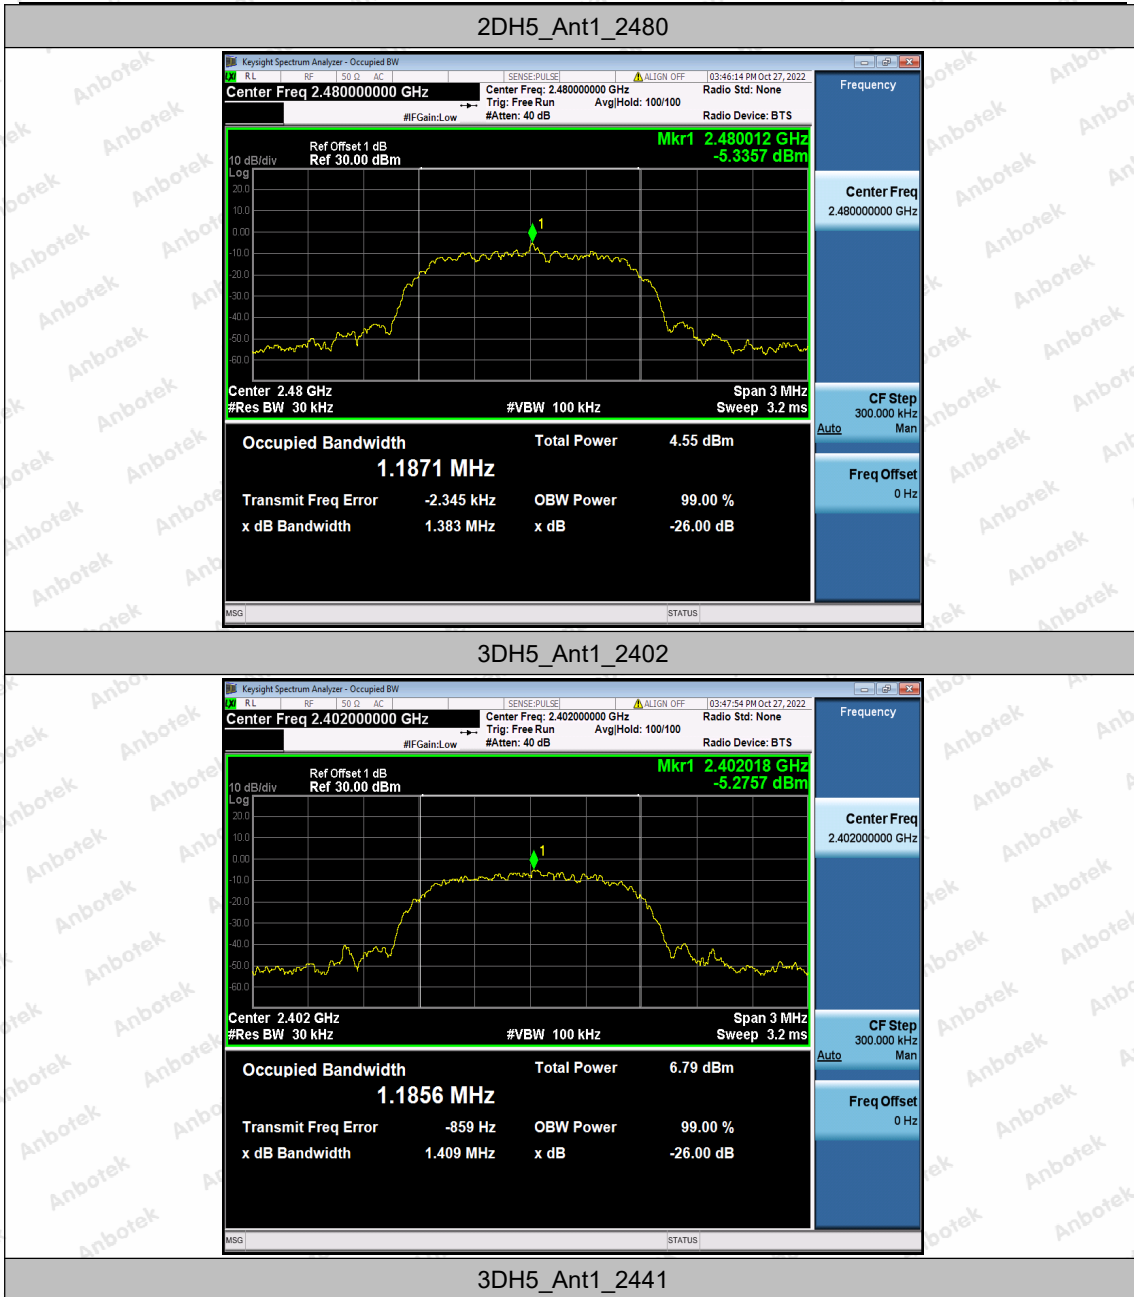 2DH5_Ant1_2480
Keysight Spectrum Analyzer - Occupied BW
LXI RL RF 50 Ω AC SENSE:PULSE ALIGN OFF 03:46:14 PM Oct 27, 2022
Center Freq 2.480000000 GHz
Center Freq: 2.480000000 GHz
Radio Std: None
Trig: Free Run Avg|Hold: 100/100
#IFGain:Low #Atten: 40 dB Radio Device: BTS
Mkr1 2.480012 GHz
-5.3357 dBm
Ref Offset 1 dB
10 dB/div Ref 30.00 dBm
Log
20.0
10.0
0.00
-10.0
-20.0
-30.0
-40.0
-50.0
-60.0
1
Center 2.48 GHz Span 3 MHz
#Res BW 30 kHz #VBW 100 kHz Sweep 3.2 ms
Occupied Bandwidth Total Power 4.55 dBm
1.1871 MHz
Transmit Freq Error -2.345 kHz OBW Power 99.00 %
x dB Bandwidth 1.383 MHz x dB -26.00 dB
MSG STATUS
Frequency
Center Freq
2.480000000 GHz
CF Step
300.000 kHz
Auto Man
Freq Offset
0 Hz
3DH5_Ant1_2402
Keysight Spectrum Analyzer - Occupied BW
LXI RL RF 50 Ω AC SENSE:PULSE ALIGN OFF 03:47:54 PM Oct 27, 2022
Center Freq 2.402000000 GHz
Center Freq: 2.402000000 GHz
Radio Std: None
Trig: Free Run Avg|Hold: 100/100
#IFGain:Low #Atten: 40 dB Radio Device: BTS
Mkr1 2.402018 GHz
-5.2757 dBm
Ref Offset 1 dB
10 dB/div Ref 30.00 dBm
Log
20.0
10.0
0.00
-10.0
-20.0
-30.0
-40.0
-50.0
-60.0
1
Center 2.402 GHz Span 3 MHz
#Res BW 30 kHz #VBW 100 kHz Sweep 3.2 ms
Occupied Bandwidth Total Power 6.79 dBm
1.1856 MHz
Transmit Freq Error -859 Hz OBW Power 99.00 %
x dB Bandwidth 1.409 MHz x dB -26.00 dB
MSG STATUS
Frequency
Center Freq
2.402000000 GHz
CF Step
300.000 kHz
Auto Man
Freq Offset
0 Hz
3DH5_Ant1_2441
Anbotek